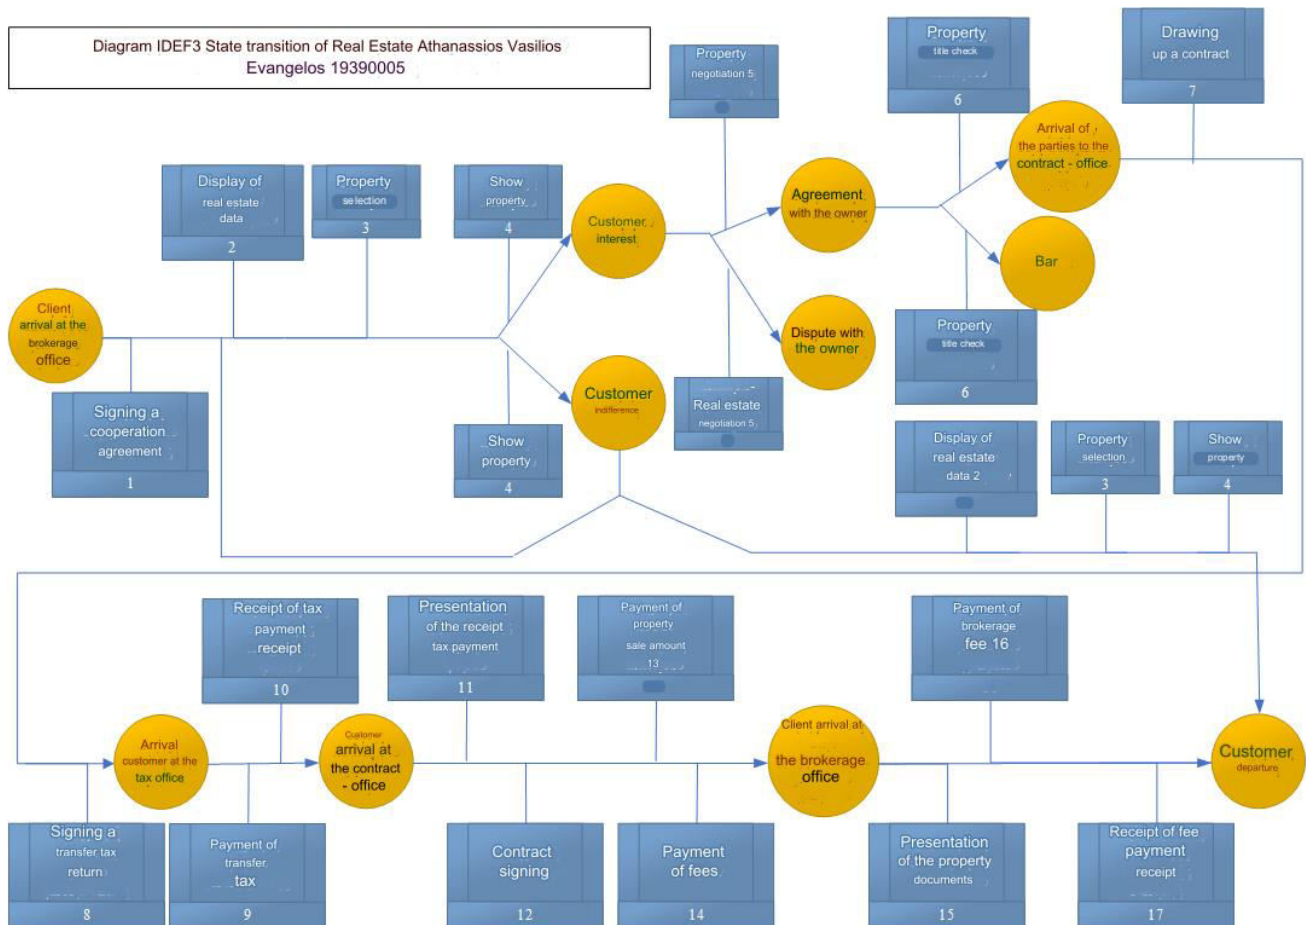 Diagram IDEF3 State transition of Real Estate Athanassios Vasilios
Evangelos 19390005
Property
negotiation 5
Property
title check
6
Drawing
up a contract
7
Display of
real estate
data
2
Property
selection
3
Show
property
4
Customer
interest
Agreement
with the owner
Arrival of
the parties to the
contract - office
Bar
Client
arrival at the
brokerage
office
Signing a
cooperation
agreement
1
Customer
indifference
Show
property
4
Dispute with
the owner
Real estate
negotiation 5
Property
title check
6
Display of
real estate
data 2
Property
selection
3
Show
property
4
Receipt of tax
payment
receipt
10
Presentation
of the receipt
tax payment
11
Payment of
property
sale amount
13
Payment of
brokerage
fee 16
Arrival
customer at the
tax office
Customer
arrival at
the contract
- office
Client arrival at
the brokerage
office
Customer
departure
Signing a
transfer tax
return
8
Payment of
transfer
tax
9
Contract
signing
12
Payment
of fees
14
Presentation
of the property
documents
15
Receipt of fee
payment
receipt
17